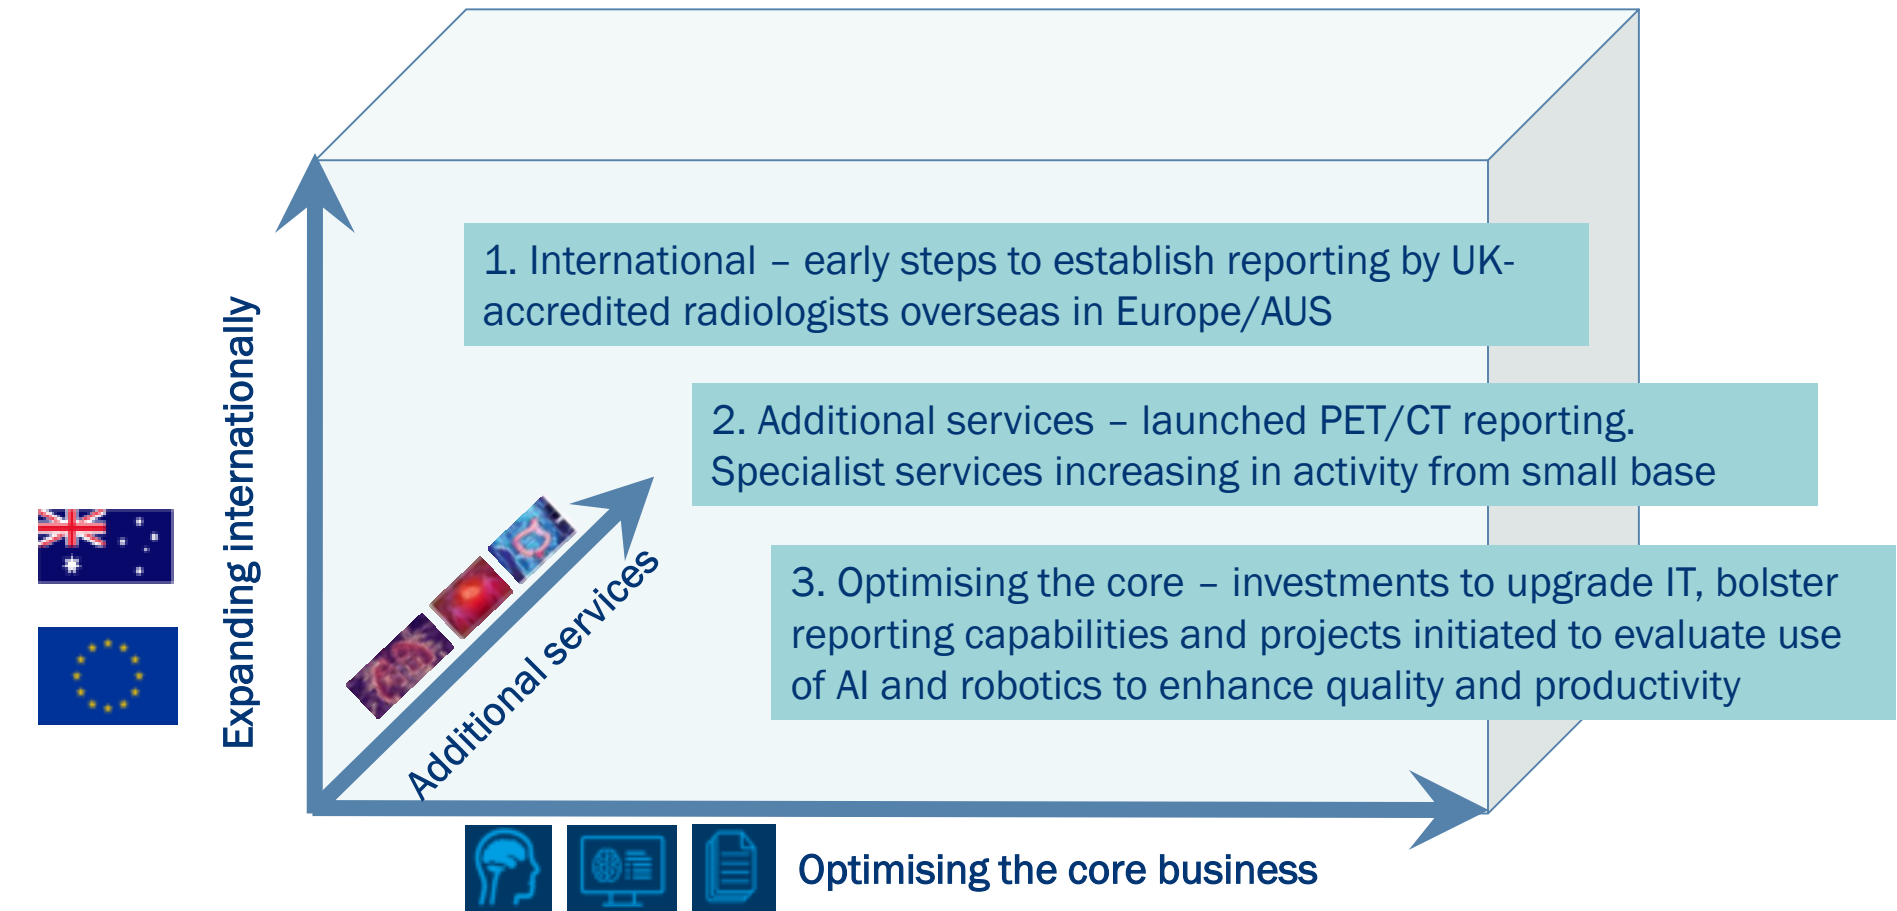 1. International – early steps to establish reporting by UK-
accredited radiologists overseas in Europe/AUS
2. Additional services – launched PET/CT reporting.
Specialist services increasing in activity from small base
3. Optimising the core – investments to upgrade IT, bolster
reporting capabilities and projects initiated to evaluate use
of AI and robotics to enhance quality and productivity
Expanding internationally
Additional services
Optimising the core business